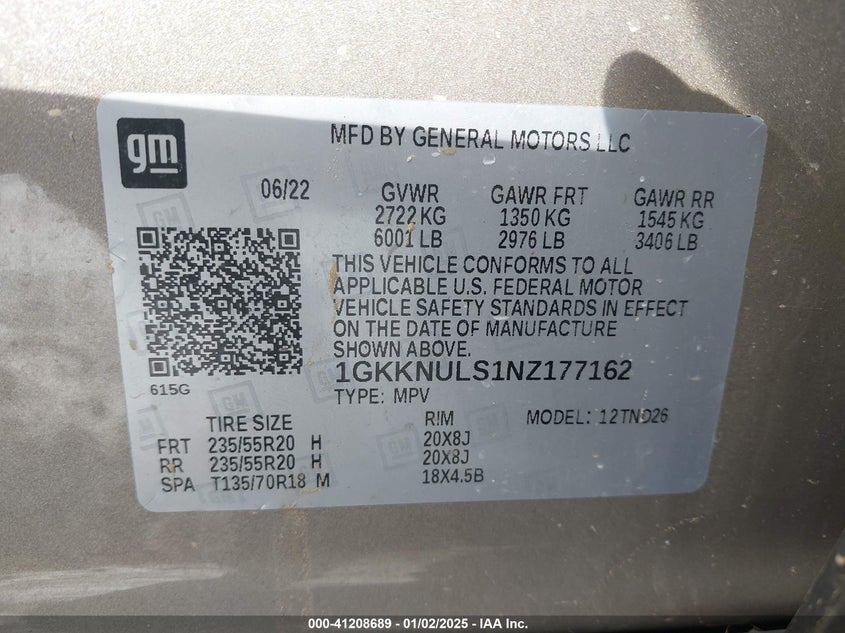 gm
MFD BY GENERAL MOTORS LLC
06/22 GVWR GAWR FRT GAWR RR
2722 KG 1350 KG 1545 KG
6001 LB 2976 LB 3406 LB
THIS VEHICLE CONFORMS TO ALL
APPLICABLE U.S. FEDERAL MOTOR
VEHICLE SAFETY STANDARDS IN EFFECT
ON THE DATE OF MANUFACTURE
SHOWN ABOVE.
1GKKNULS1NZ177162
615G
TYPE: MPV
TIRE SIZE RIM MODEL: 12TNO26
FRT 235/55R20 H 20X8J
RR 235/55R20 H 20X8J
SPA T135/70R18 M 18X4.5B
000-41208689 - 01/02/2025 - IAA Inc.